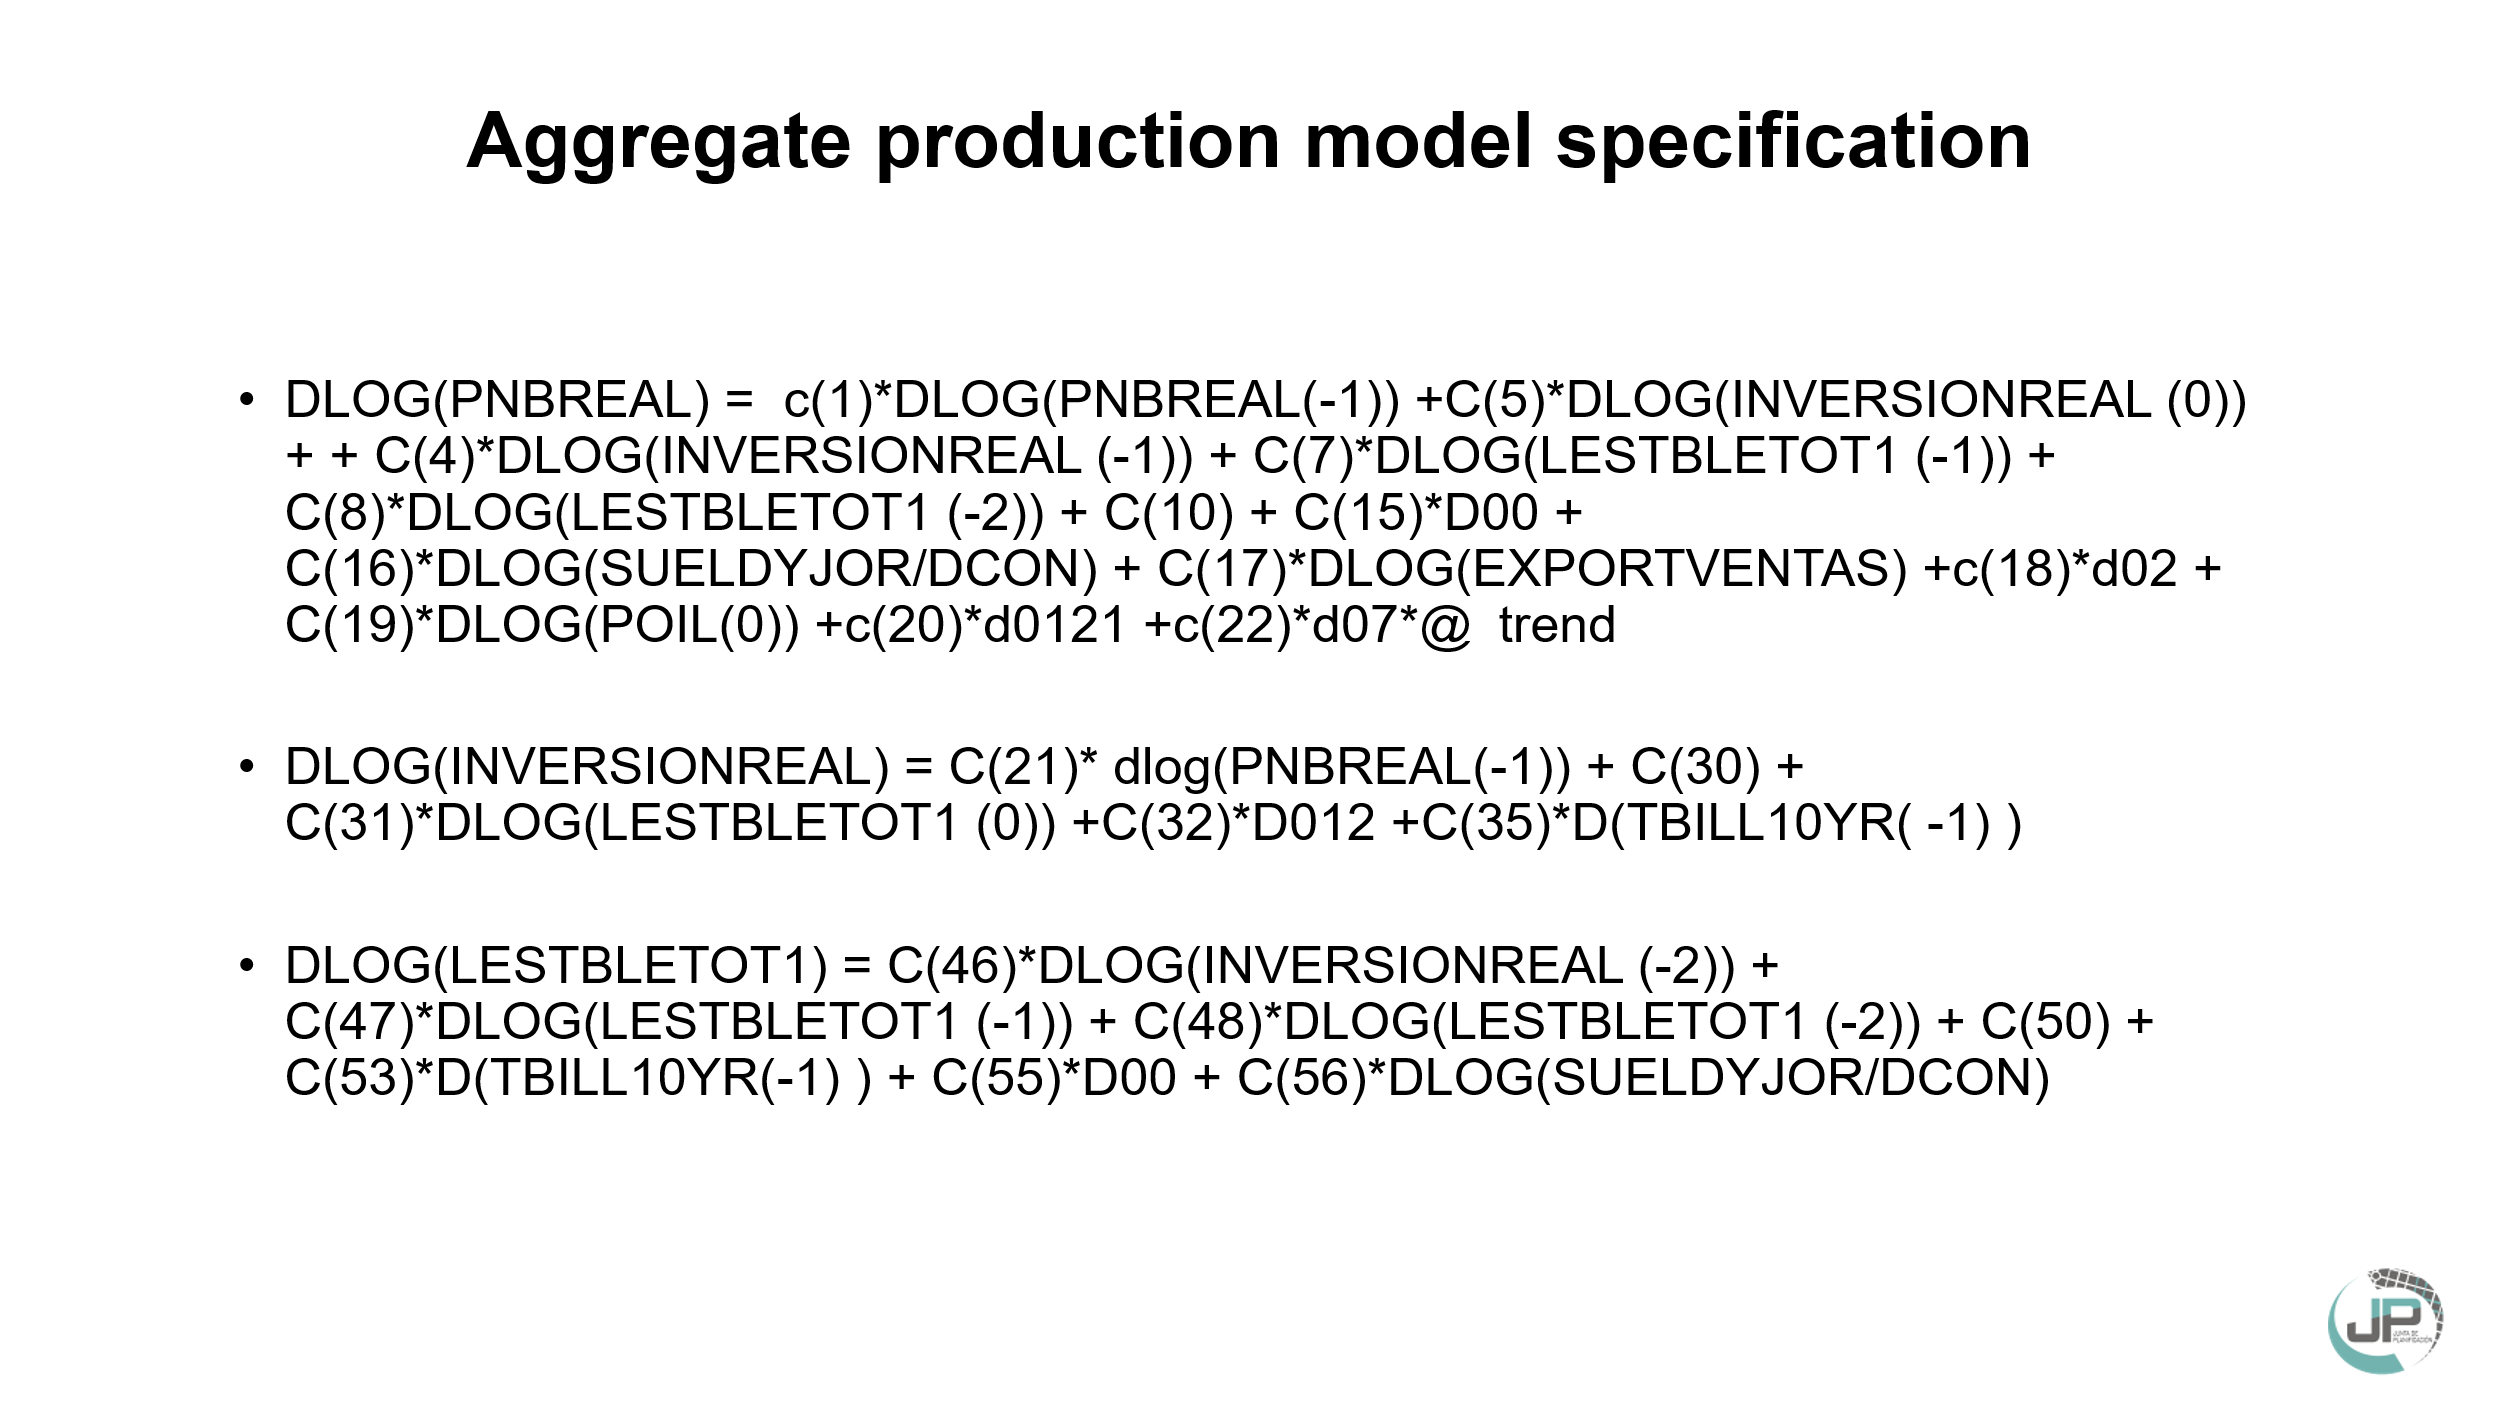 Aggregate production model specification
• DLOG(PNBREAL) =  c(1)*DLOG(PNBREAL(-1)) +C(5)*DLOG(INVERSIONREAL (0))
+ + C(4)*DLOG(INVERSIONREAL (-1)) + C(7)*DLOG(LESTBLETOT1 (-1)) +
C(8)*DLOG(LESTBLETOT1 (-2)) + C(10) + C(15)*D00 +
C(16)*DLOG(SUELDYJOR/DCON) + C(17)*DLOG(EXPORTVENTAS) +c(18)*d02 +
C(19)*DLOG(POIL(0)) +c(20)*d0121 +c(22)*d07*@  trend
• DLOG(INVERSIONREAL) = C(21)* dlog(PNBREAL(-1)) + C(30) +
C(31)*DLOG(LESTBLETOT1 (0)) +C(32)*D012 +C(35)*D(TBILL10YR( -1) )
• DLOG(LESTBLETOT1) = C(46)*DLOG(INVERSIONREAL (-2)) +
C(47)*DLOG(LESTBLETOT1 (-1)) + C(48)*DLOG(LESTBLETOT1 (-2)) + C(50) +
C(53)*D(TBILL10YR(-1) ) + C(55)*D00 + C(56)*DLOG(SUELDYJOR/DCON)
JP
JUNTA DE
PLANIFICACIÓN